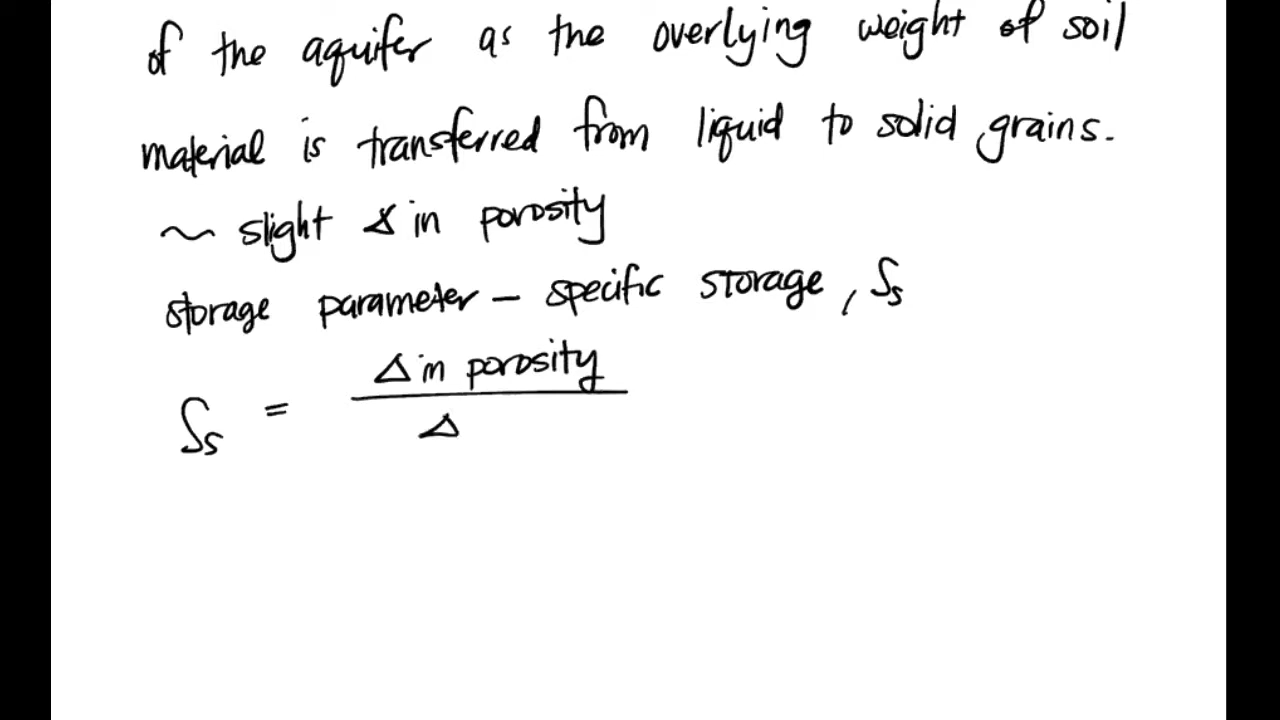 of the aquifer as the overlying weight of soil
material is transferred from liquid to solid grains.
~ slight Δ in porosity
storage parameter - specific storage, Ss
Δ in porosity
Ss = 
Δ